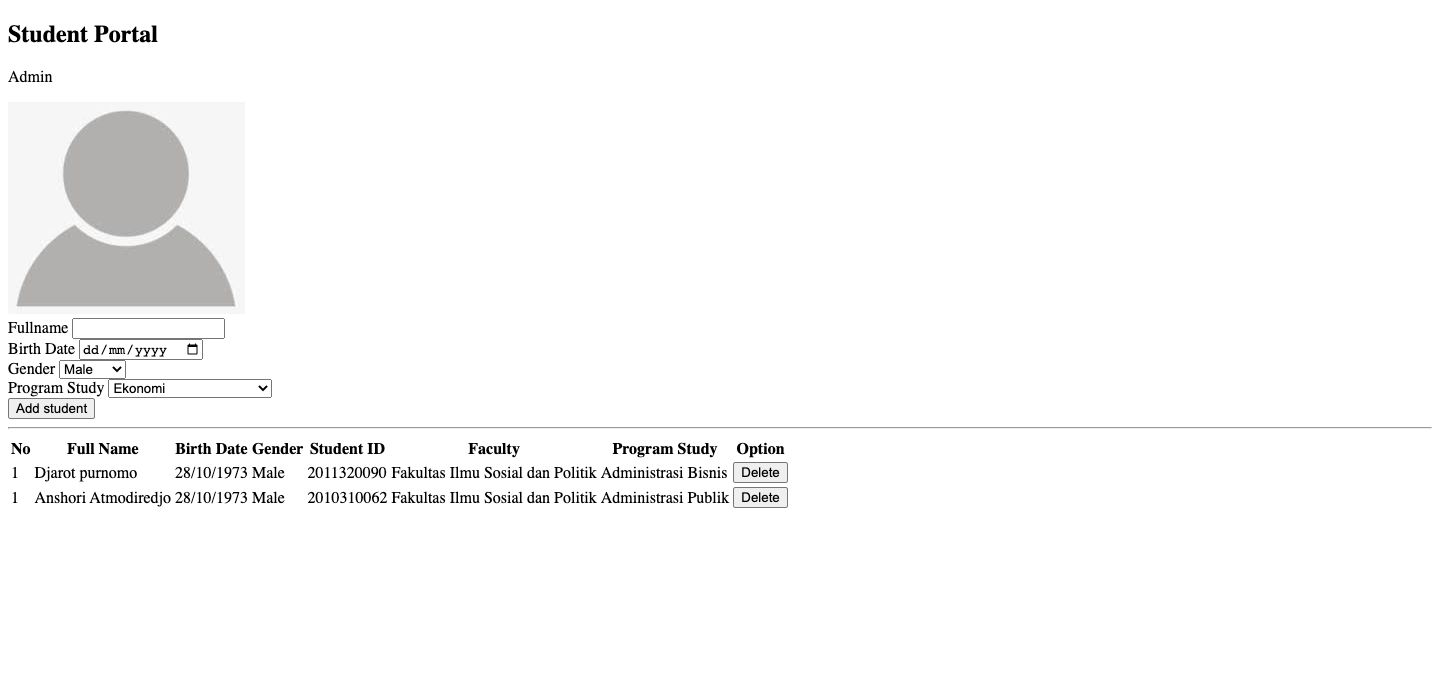 Student Portal
Admin
Fullname
Birth Date dd/mm/yyyy
Gender Male
Program Study Ekonomi
Add student
No Full Name Birth Date Gender Student ID Faculty Program Study Option
1 Djarot purnomo 28/10/1973 Male 2011320090 Fakultas Ilmu Sosial dan Politik Administrasi Bisnis Delete
1 Anshori Atmodiredjo 28/10/1973 Male 2010310062 Fakultas Ilmu Sosial dan Politik Administrasi Publik Delete